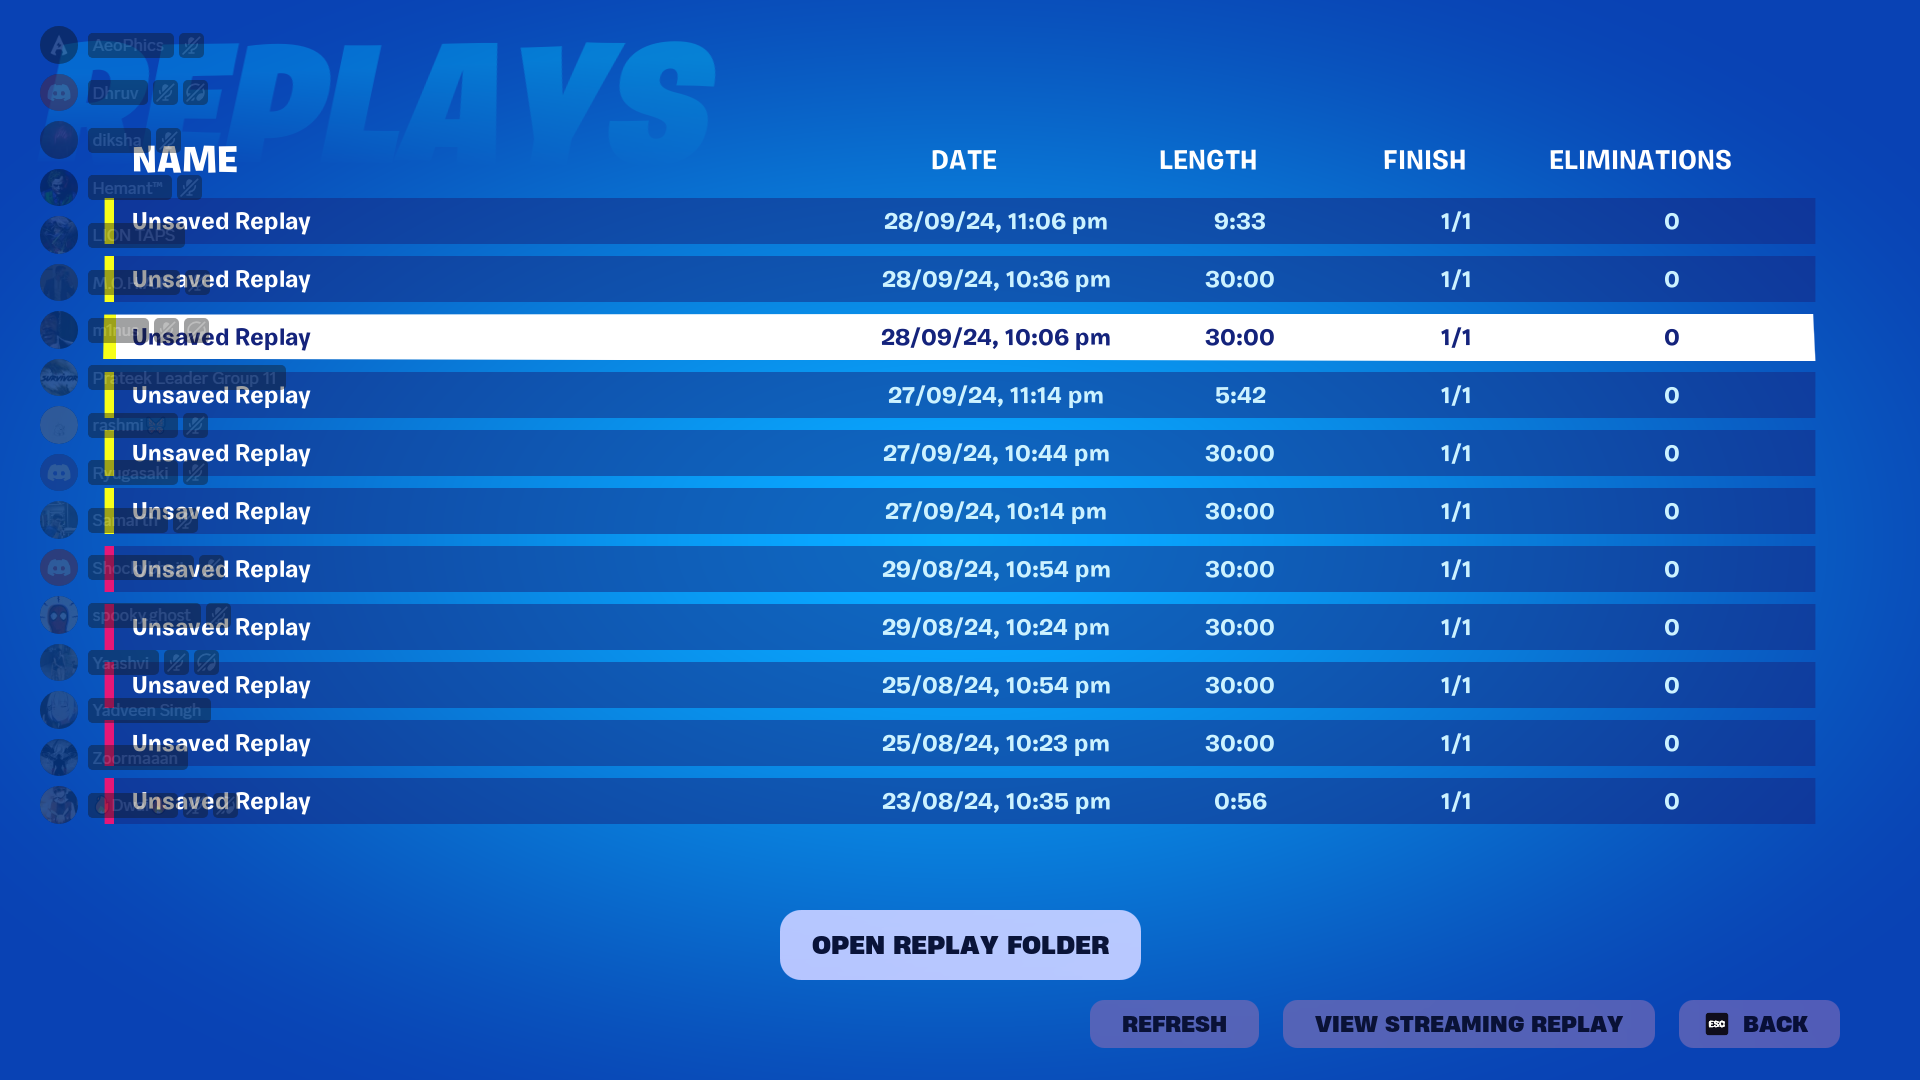 REPLAYS
AeoPhics
Dhruv
diksha
Hemant™
LION TAPS
Prateek Leader Group 11
rashmi
Ryugasaki
Samarth
spooky.ghost
Yaashvi
Yadveen Singh
Zoormaaan
NAME DATE LENGTH FINISH ELIMINATIONS
Unsaved Replay 28/09/24, 11:06 pm 9:33 1/1 0
Unsaved Replay 28/09/24, 10:36 pm 30:00 1/1 0
Unsaved Replay 28/09/24, 10:06 pm 30:00 1/1 0
Unsaved Replay 27/09/24, 11:14 pm 5:42 1/1 0
Unsaved Replay 27/09/24, 10:44 pm 30:00 1/1 0
Unsaved Replay 27/09/24, 10:14 pm 30:00 1/1 0
Unsaved Replay 29/08/24, 10:54 pm 30:00 1/1 0
Unsaved Replay 29/08/24, 10:24 pm 30:00 1/1 0
Unsaved Replay 25/08/24, 10:54 pm 30:00 1/1 0
Unsaved Replay 25/08/24, 10:23 pm 30:00 1/1 0
Unsaved Replay 23/08/24, 10:35 pm 0:56 1/1 0
OPEN REPLAY FOLDER
REFRESH VIEW STREAMING REPLAY ESC BACK